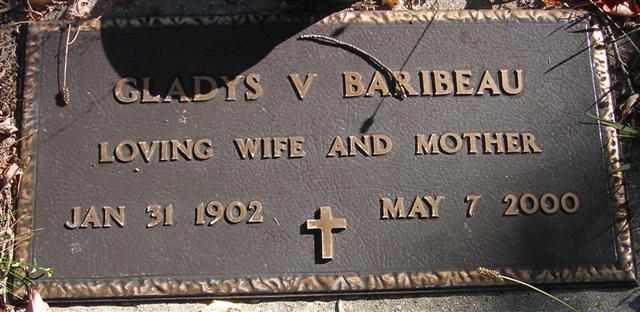 GLADYS V BARIBEAU
LOVING WIFE AND MOTHER
JAN 31 1902 MAY 7 2000